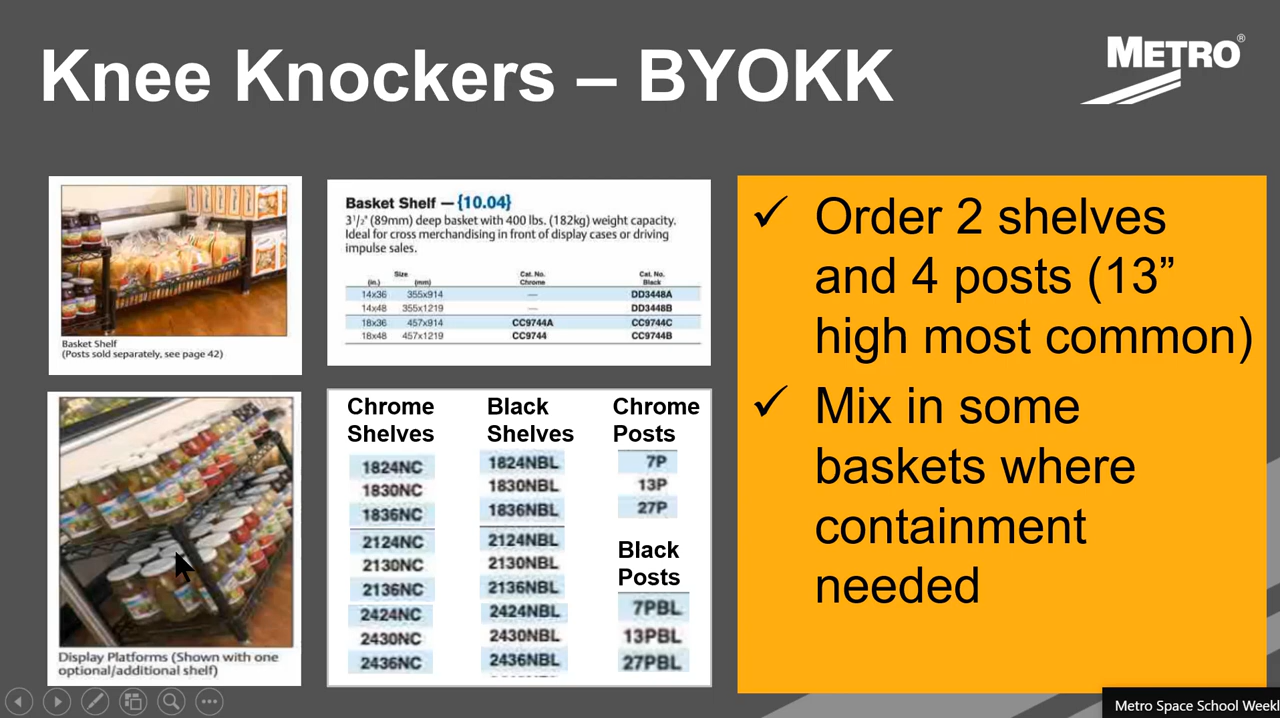 Knee Knockers – BYOKK
METRO®
Basket Shelf
(Posts sold separately, see page 42)
Basket Shelf — {10.04}
3¹/₂" (89mm) deep basket with 400 lbs. (182kg) weight capacity.
Ideal for cross merchandising in front of display cases or driving
impulse sales.
Size Cat. No. Cat. No.
(in.) (mm) Chrome Black
14x36 355x914 — DD3448A
14x48 355x1219 — DD3448B
18x36 457x914 CC9744A CC9744C
18x48 457x1219 CC9744 CC9744B
Display Platforms (Shown with one
optional/additional shelf)
Chrome
Shelves
1824NC
1830NC
1836NC
2124NC
2130NC
2136NC
2424NC
2430NC
2436NC
Black
Shelves
1824NBL
1830NBL
1836NBL
2124NBL
2130NBL
2136NBL
2424NBL
2430NBL
2436NBL
Chrome
Posts
7P
13P
27P
Black
Posts
7PBL
13PBL
27PBL
✓ Order 2 shelves
and 4 posts (13”
high most common)
✓ Mix in some
baskets where
containment
needed
Metro Space School Weekl